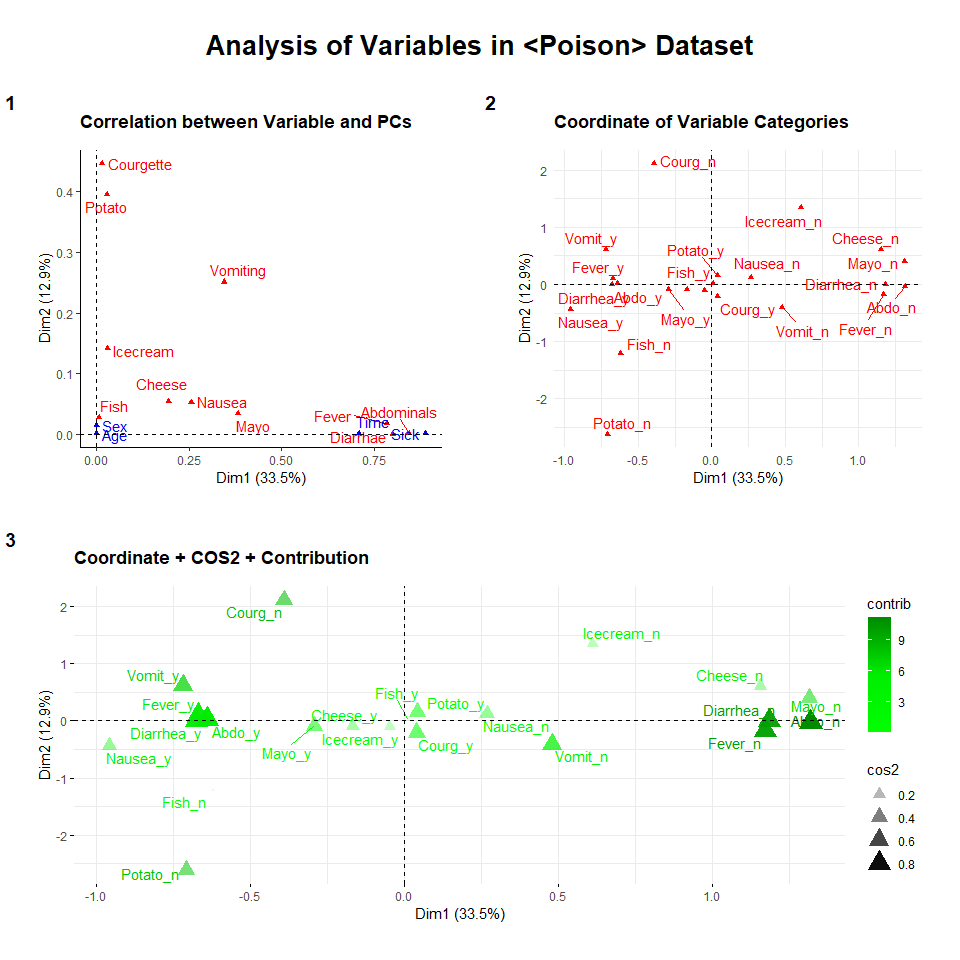 Analysis of Variables in <Poison> Dataset
1
Correlation between Variable and PCs
Courgette
Potato
Vomiting
Icecream
Cheese
Nausea
Fish
Mayo
Fever
Abdominals
Time
Sex
Age
Diarrhae
Sick
0.4
0.3
0.2
0.1
0.0
0.00
0.25
0.50
0.75
Dim1 (33.5%)
Dim2 (12.9%)
2
Coordinate of Variable Categories
Courg_n
Icecream_n
Vomit_y
Cheese_n
Potato_y
Fever_y
Fish_y
Nausea_n
Mayo_n
Diarrhea_n
Diarrhea_y
Abdo_y
Abdo_n
Courg_y
Nausea_y
Mayo_y
Vomit_n
Fever_n
Fish_n
Potato_n
2
1
0
-1
-2
-1.0
-0.5
0.0
0.5
1.0
Dim1 (33.5%)
Dim2 (12.9%)
3
Coordinate + COS2 + Contribution
Courg_n
Icecream_n
Vomit_y
Cheese_n
Fish_y
Fever_y
Potato_y
Mayo_n
Diarrhea_n
Cheese_y
Abdo_n
Nausea_n
Diarrhea_y
Abdo_y
Icecream_y
Courg_y
Fever_n
Mayo_y
Vomit_n
Nausea_y
Fish_n
Potato_n
2
1
0
-1
-2
-1.0
-0.5
0.0
0.5
1.0
Dim1 (33.5%)
Dim2 (12.9%)
contrib
9
6
3
cos2
0.2
0.4
0.6
0.8